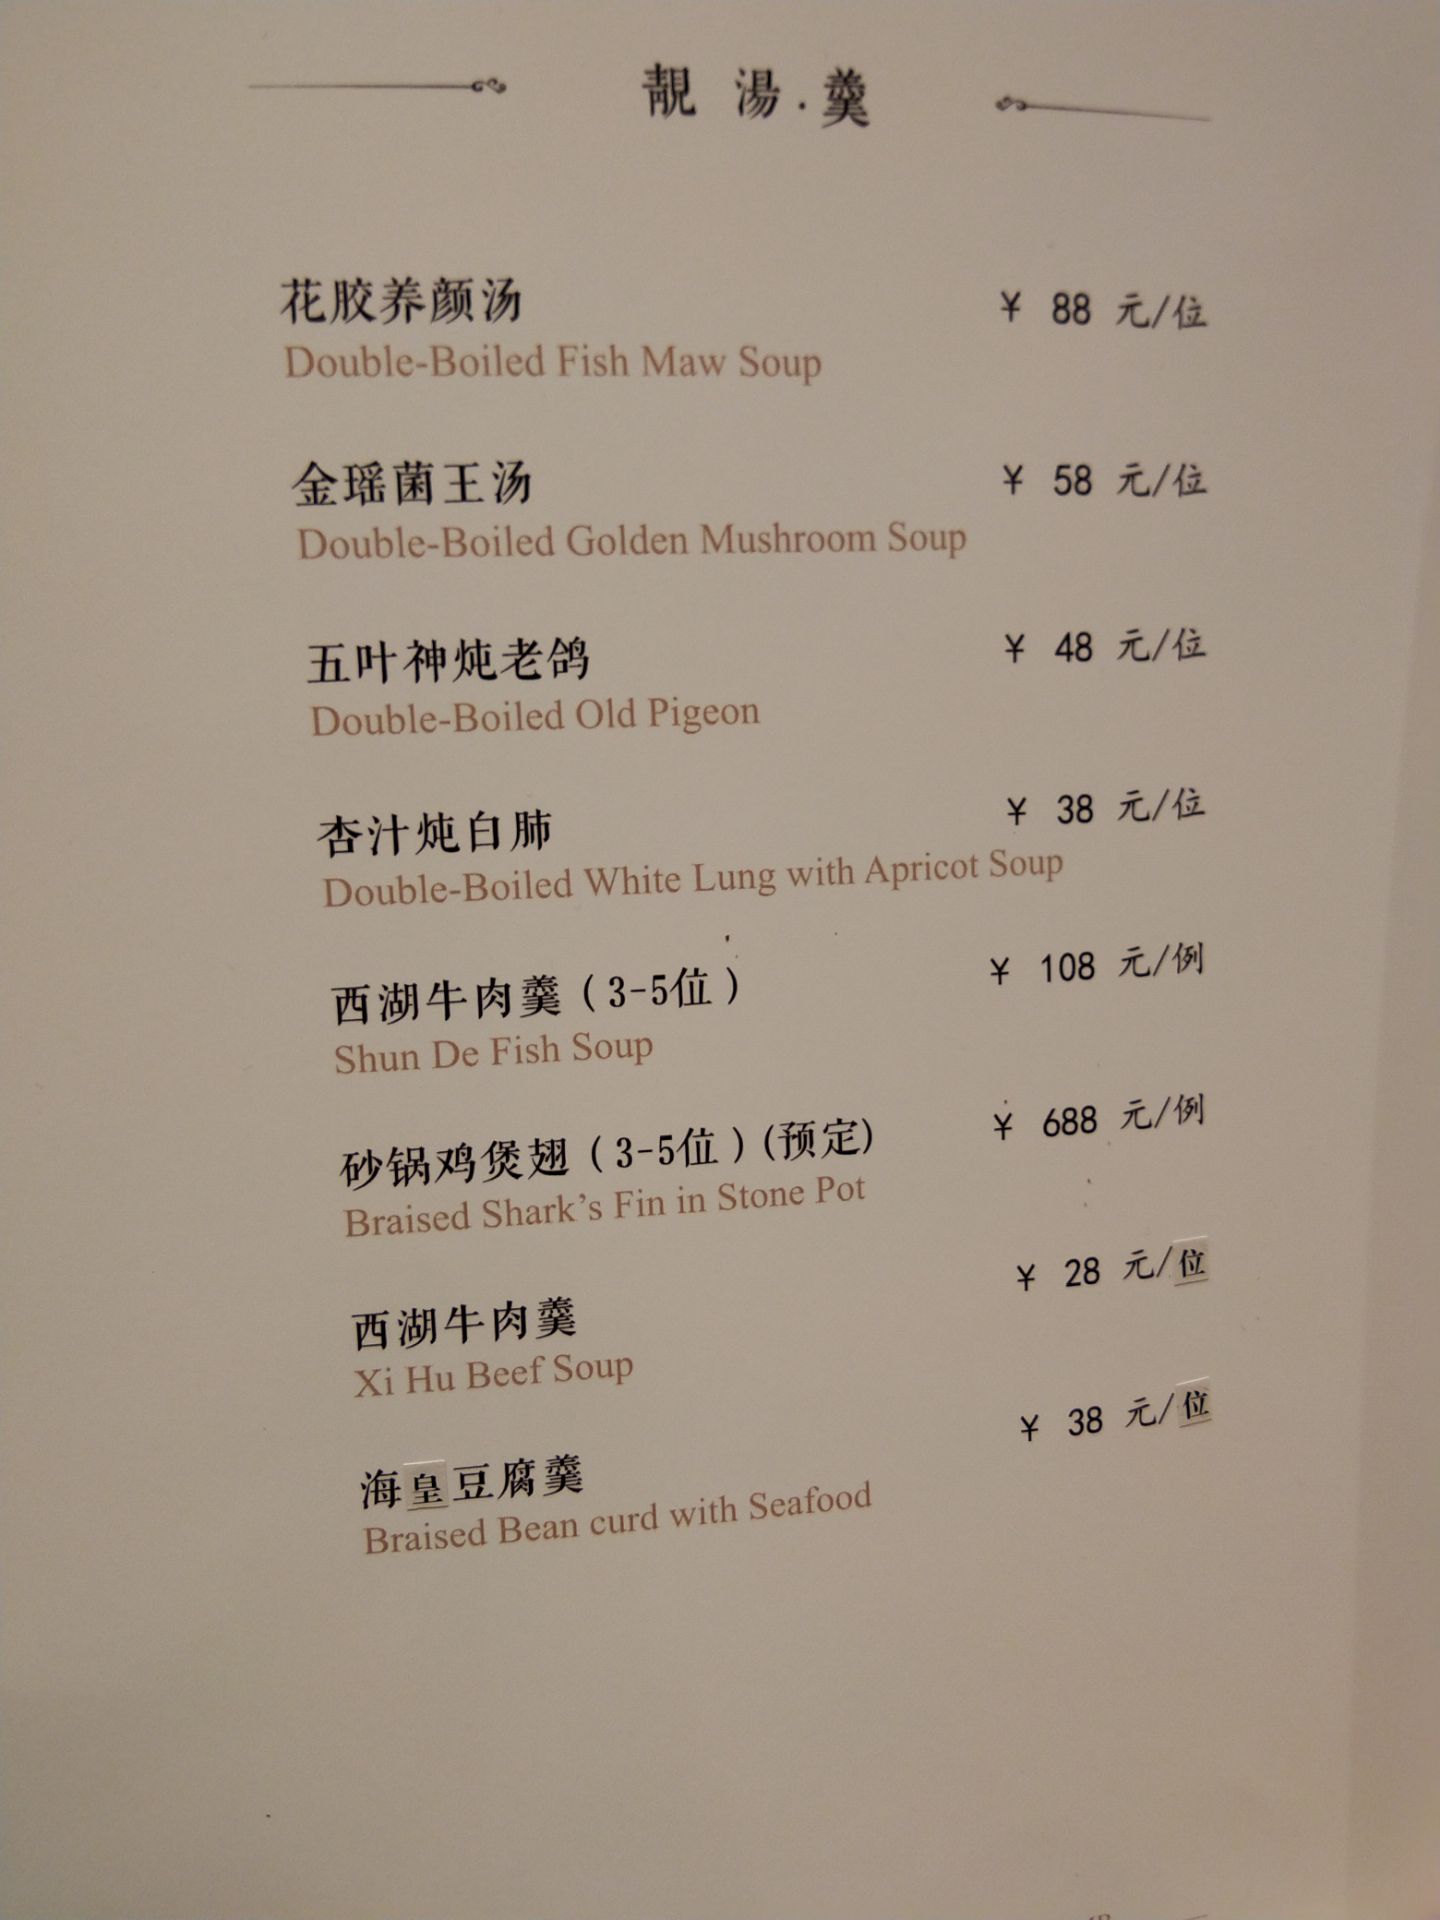 靚 湯 . 羹
花胶养颜汤 ¥ 88 元/位
Double-Boiled Fish Maw Soup
金瑶菌王汤 ¥ 58 元/位
Double-Boiled Golden Mushroom Soup
五叶神炖老鸽 ¥ 48 元/位
Double-Boiled Old Pigeon
杏汁炖白肺 ¥ 38 元/位
Double-Boiled White Lung with Apricot Soup
西湖牛肉羹（3-5位） ¥ 108 元/例
Shun De Fish Soup
砂锅鸡煲翅（3-5位）(预定) ¥ 688 元/例
Braised Shark's Fin in Stone Pot
西湖牛肉羹 ¥ 28 元/位
Xi Hu Beef Soup
海皇豆腐羹 ¥ 38 元/位
Braised Bean curd with Seafood